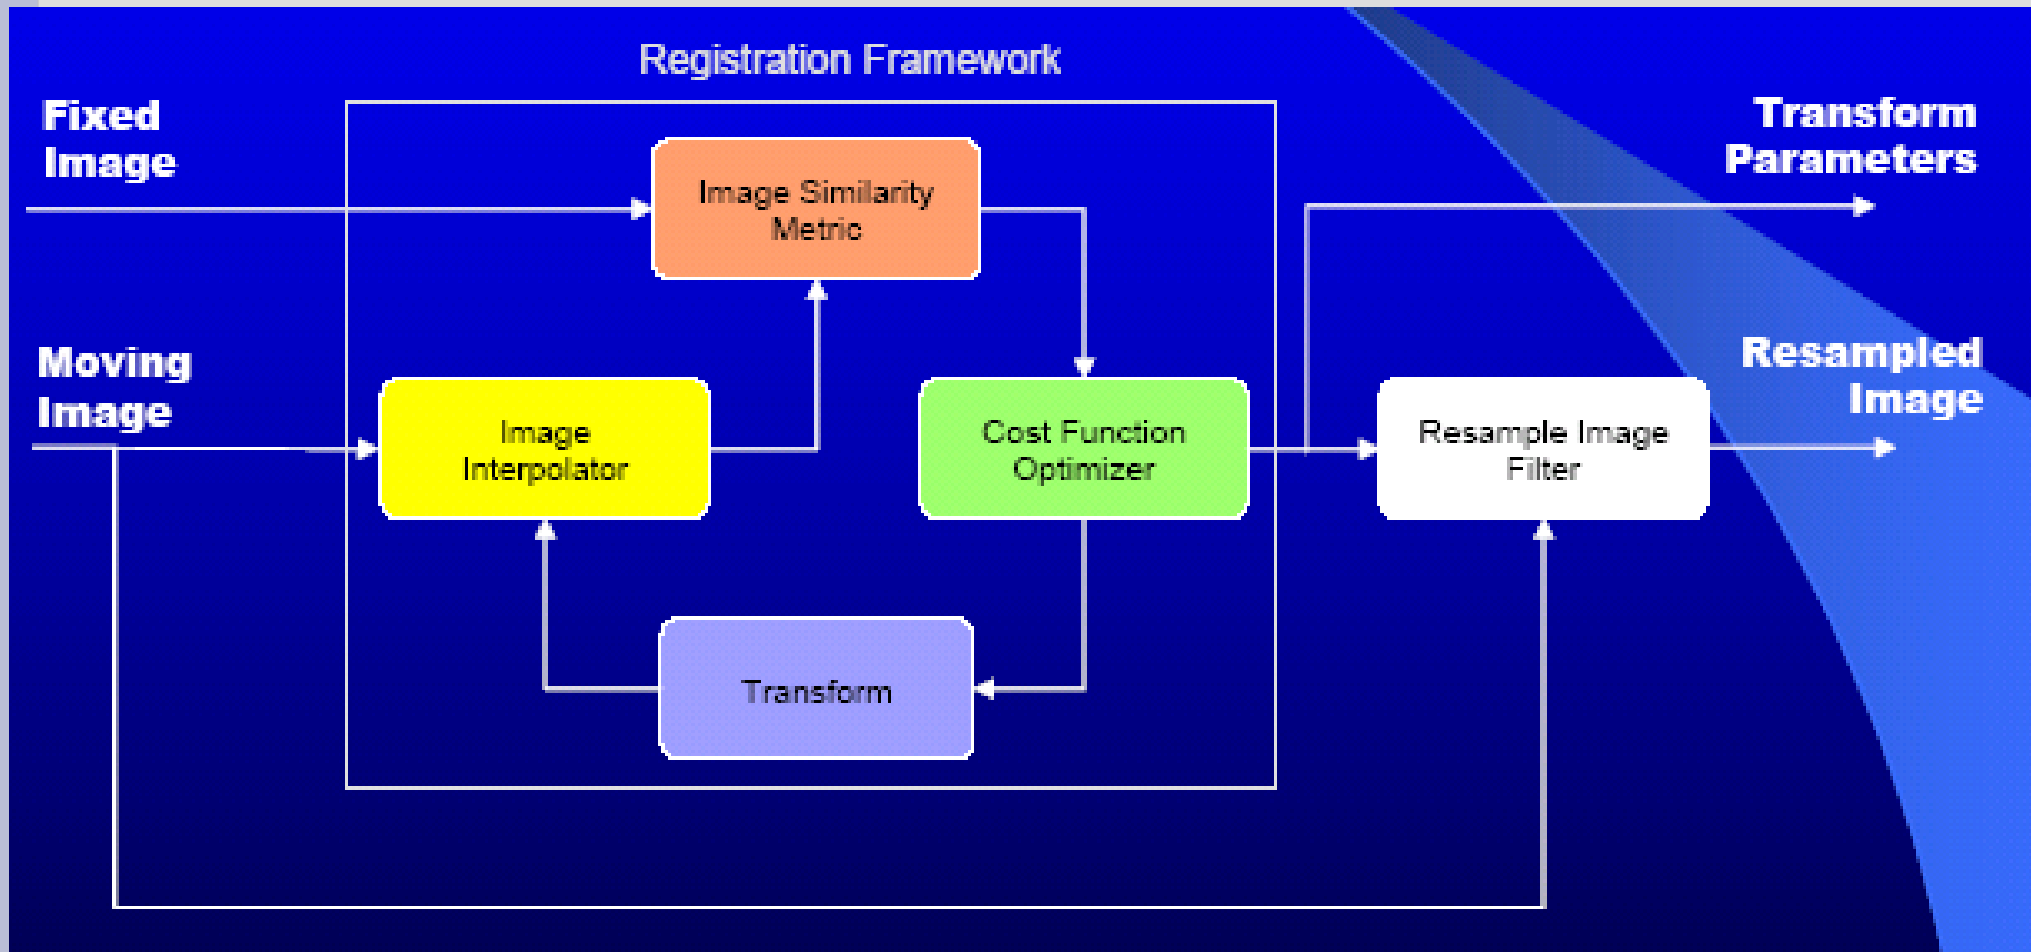 Registration Framework
Fixed
Image
Transform
Parameters
Image Similarity
Metric
Moving
Image
Resampled
Image
Image
Interpolator
Cost Function
Optimizer
Resample Image
Filter
Transform